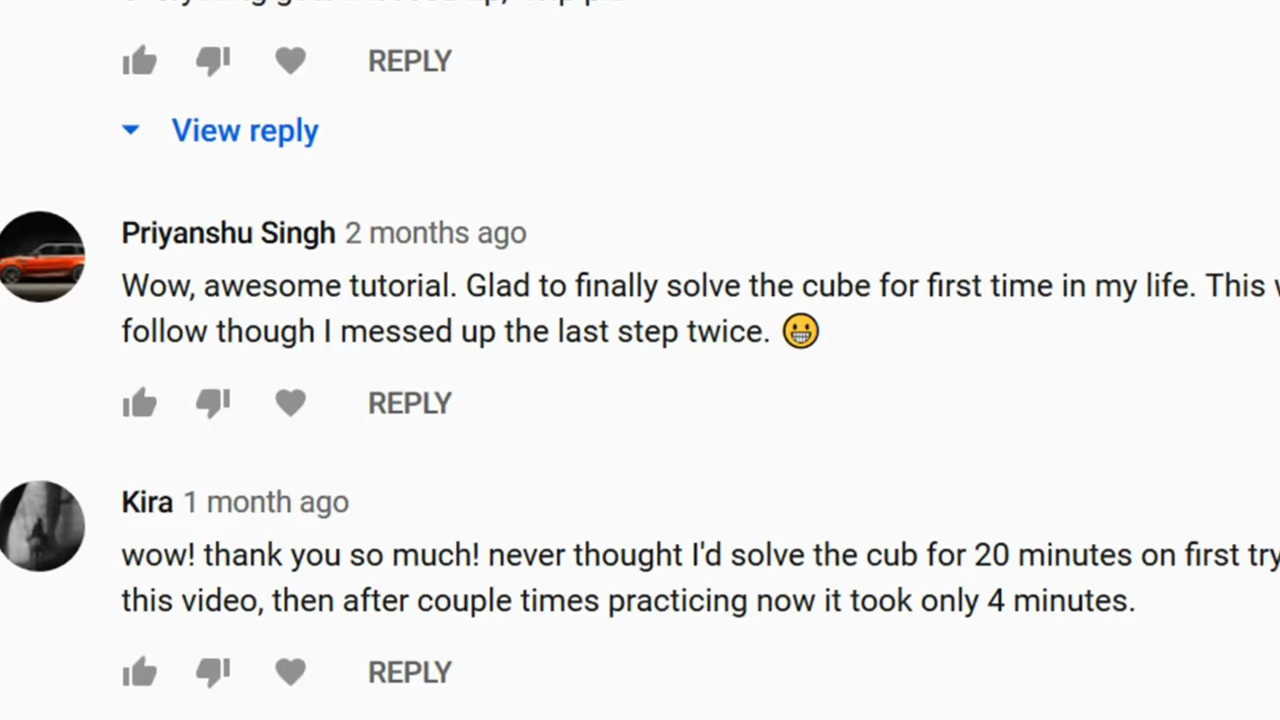 REPLY
View reply
Priyanshu Singh 2 months ago
Wow, awesome tutorial. Glad to finally solve the cube for first time in my life. This
follow though I messed up the last step twice. 😀
REPLY
Kira 1 month ago
wow! thank you so much! never thought I'd solve the cub for 20 minutes on first try
this video, then after couple times practicing now it took only 4 minutes.
REPLY